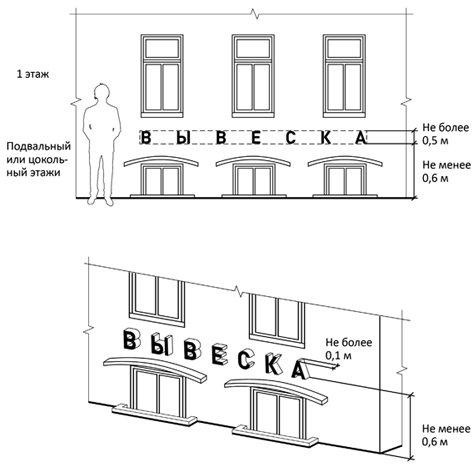 1 этаж
Подвальный
или цоколь-
ный этажи
В Ы В Е С К А
Не более
0,5 м
Не менее
0,6 м
ВЫВЕСКА
Не более
0,1 м
Не менее
0,6 м